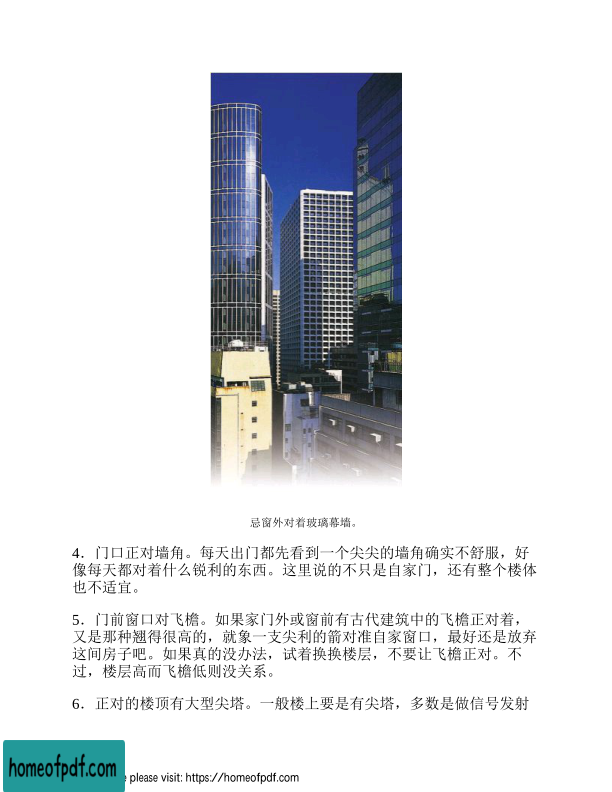 忌窗外对着玻璃幕墙。
4．门口正对墙角。每天出门都先看到一个尖尖的墙角确实不舒服，好
像每天都对着什么锐利的东西。这里说的不只是自家门，还有整个楼体
也不适宜。
5．门前窗口对飞檐。如果家门外或窗前有古代建筑中的飞檐正对着，
又是那种翘得很高的，就象一支尖利的箭对准自家窗口，最好还是放弃
这间房子吧。如果真的没办法，试着换换楼层，不要让飞檐正对。不
过，楼层高而飞檐低则没关系。
6．正对的楼顶有大型尖塔。一般楼上要是有尖塔，多数是做信号发射
homeofpdf.com
e please visit: https://homeofpdf.com